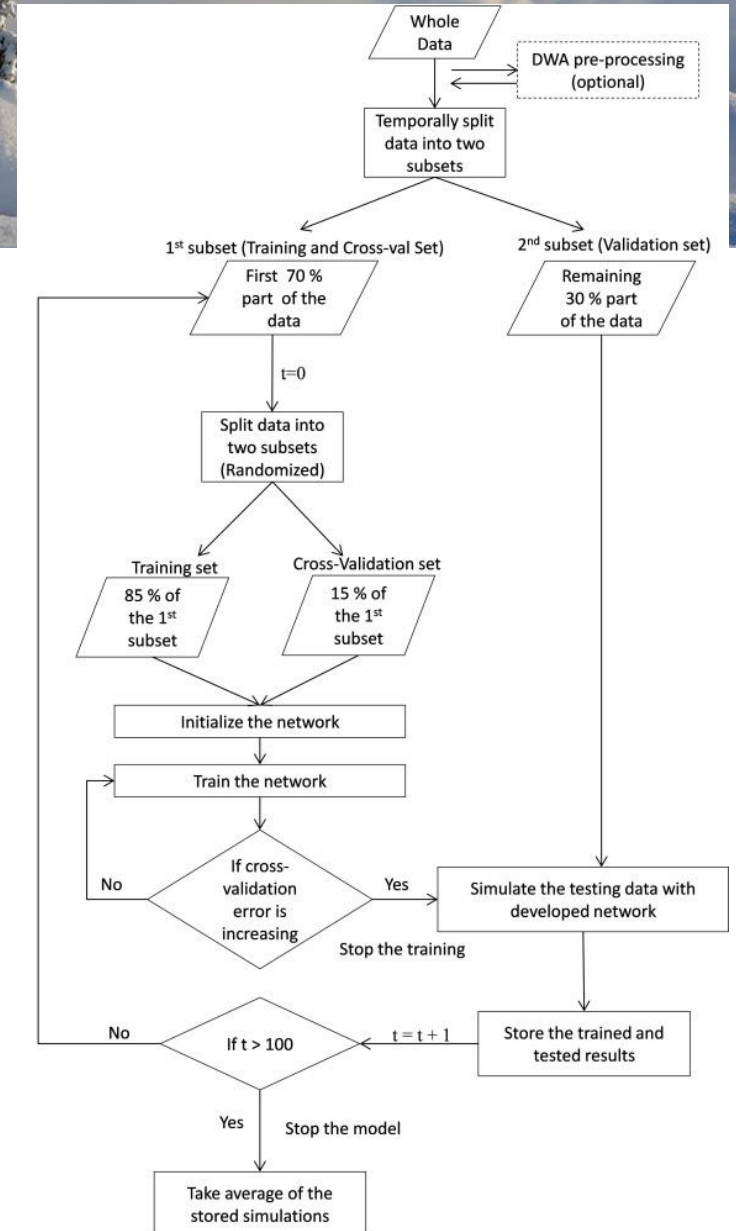 Whole
Data
DWA pre-processing
(optional)
Temporally split
data into two
subsets
1st subset (Training and Cross-val Set)
2nd subset (Validation set)
First 70 %
part of the
data
Remaining
30 % part
of the data
t=0
Split data into
two subsets
(Randomized)
Training set
Cross-Validation set
85 % of
the 1st
subset
15 % of
the 1st
subset
Initialize the network
Train the network
If cross-
validation
error is
increasing
No
Yes
Stop the training
Simulate the testing data with
developed network
Store the trained and
tested results
t = t + 1
If t > 100
No
Yes
Stop the model
Take average of the
stored simulations